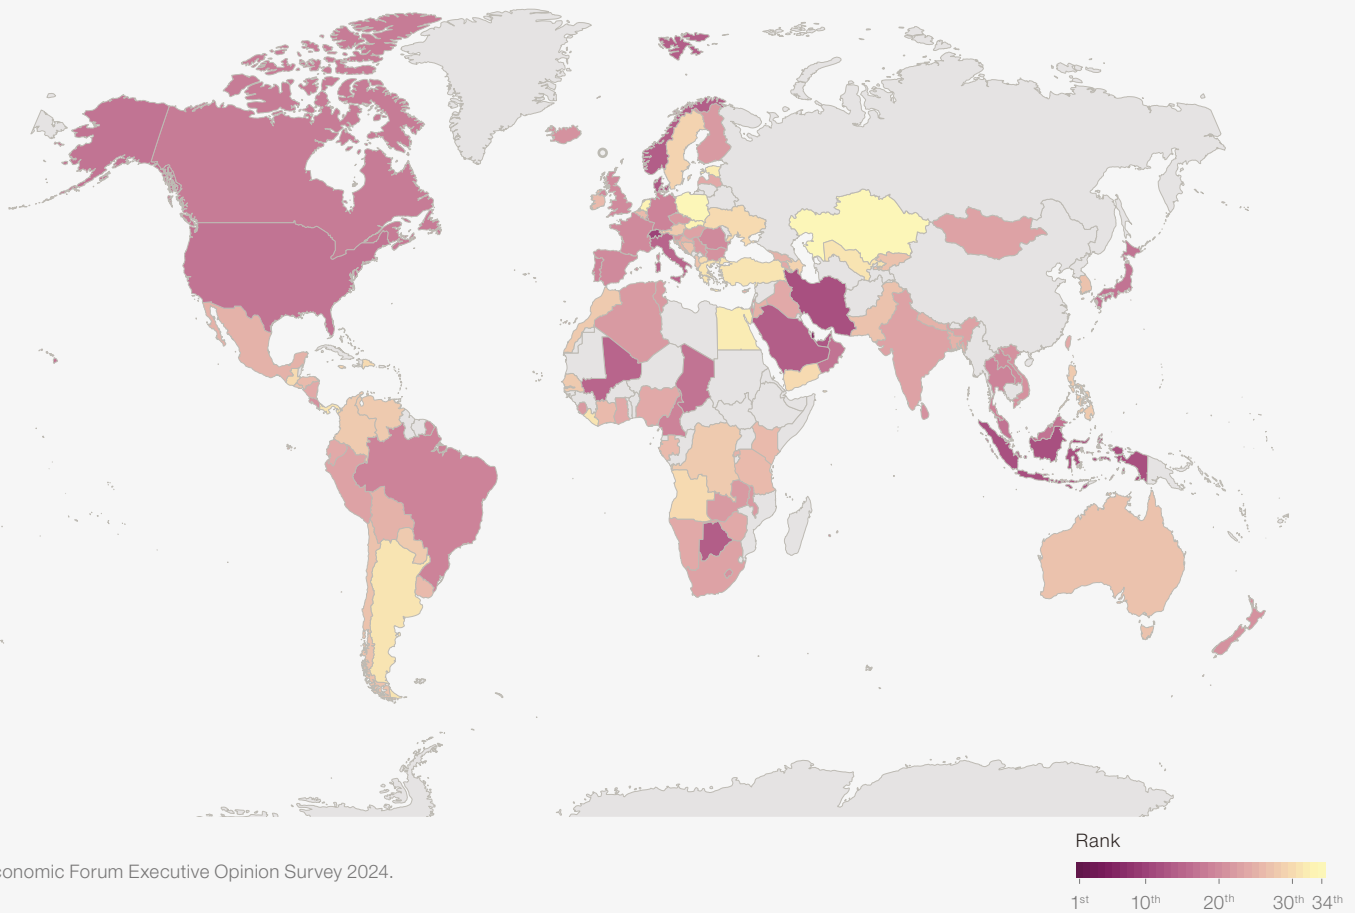 Rank
conomic Forum Executive Opinion Survey 2024.
1st 10th 20th 30th 34th